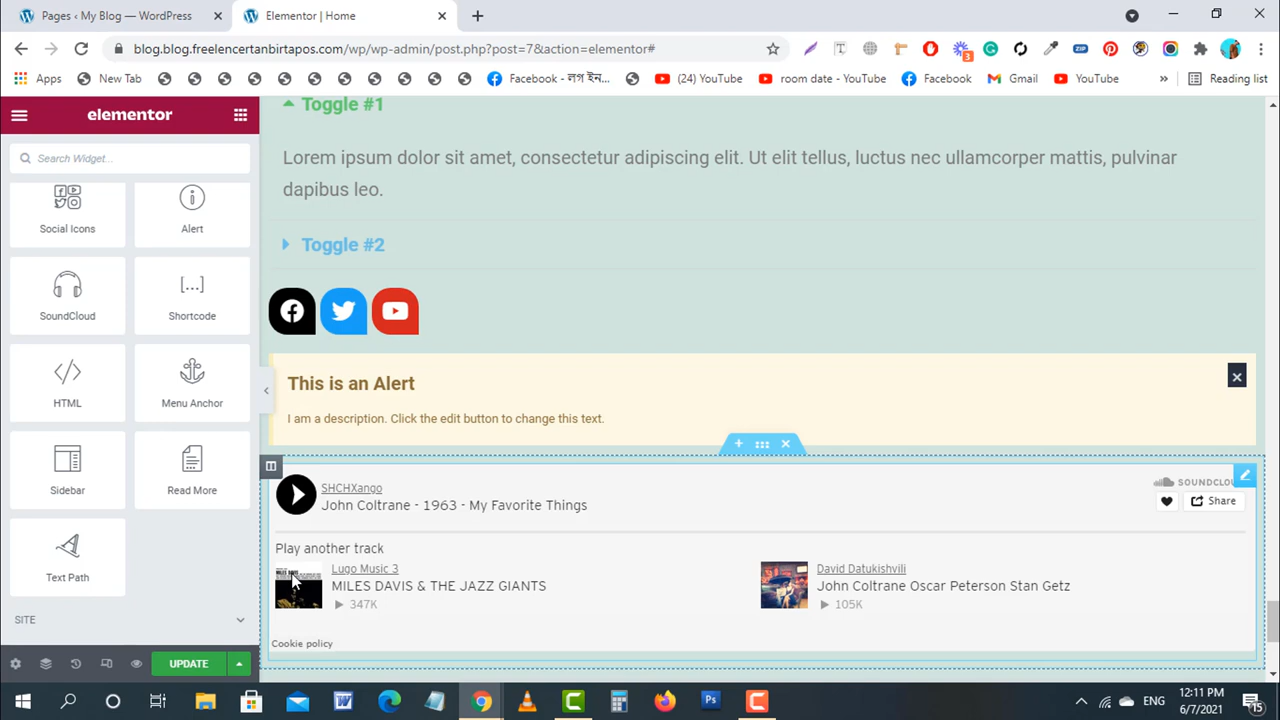 Pages ‹ My Blog — WordPress
Elementor | Home
blog.blog.freelencertanbirtapos.com/wp/wp-admin/post.php?post=7&action=elementor#
Apps
New Tab
Facebook - লগ ইন...
(24) YouTube
room date - YouTube
Facebook
Gmail
YouTube
»
Reading list
elementor
Search Widget...
Social Icons
Alert
SoundCloud
Shortcode
HTML
Menu Anchor
Sidebar
Read More
Text Path
SITE
UPDATE
Toggle #1
Lorem ipsum dolor sit amet, consectetur adipiscing elit. Ut elit tellus, luctus nec ullamcorper mattis, pulvinar
dapibus leo.
Toggle #2
This is an Alert
I am a description. Click the edit button to change this text.
SHCHXango
John Coltrane - 1963 - My Favorite Things
SOUNDCLOU
Share
Play another track
Lugo Music 3
MILES DAVIS & THE JAZZ GIANTS
347K
David Datukishvili
John Coltrane Oscar Peterson Stan Getz
105K
Cookie policy
ENG
12:11 PM
6/7/2021
15